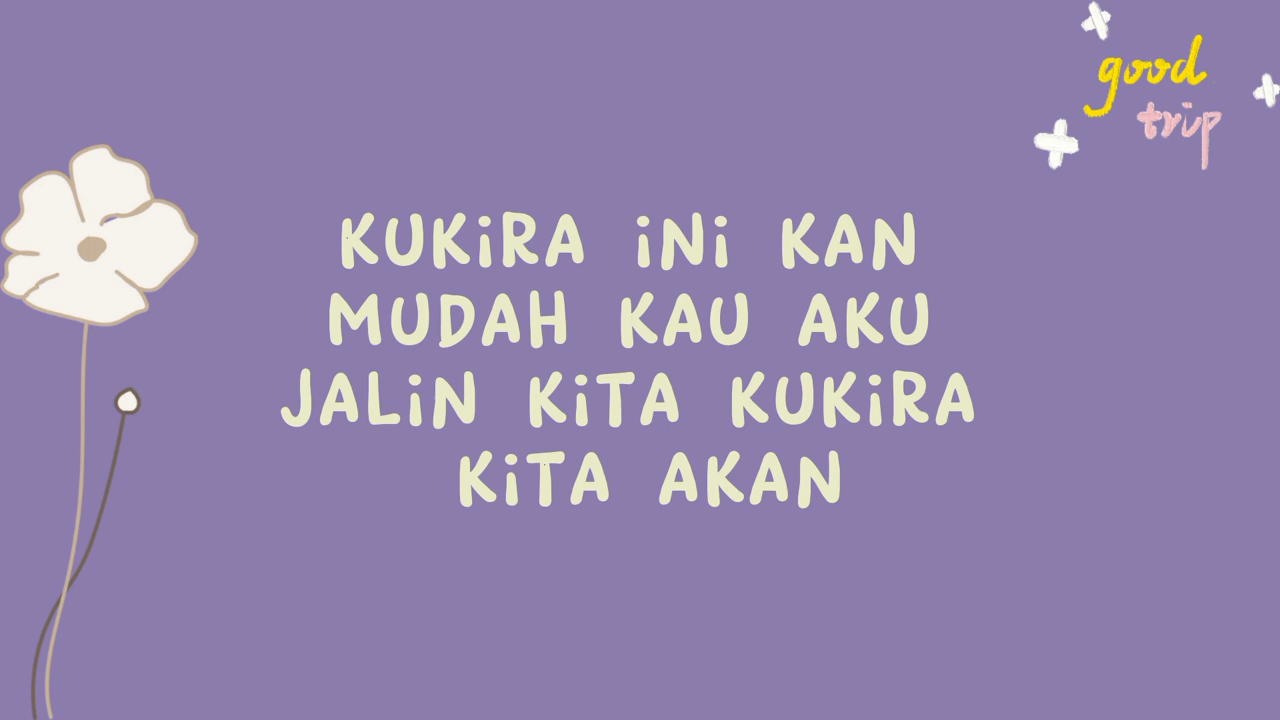 good
trip
KUKiRA iNi KAN
MUDAH KAU AKU
JALiN KiTA KUKiRA
KiTA AKAN